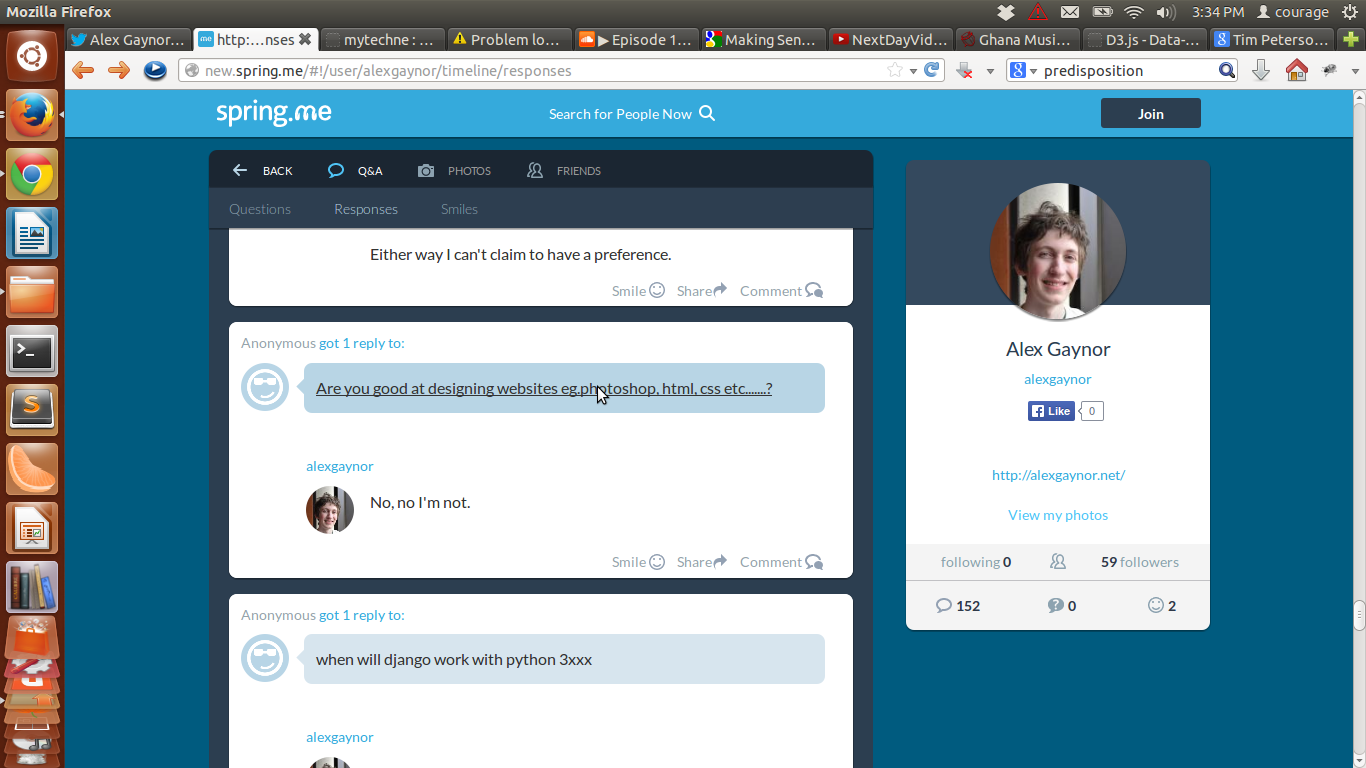 Mozilla Firefox
3:34 PM courage
Alex Gaynor...
http:...nses
mytechne : ...
Problem lo...
▶ Episode 1...
Making Sen...
NextDayVid...
Ghana Musi...
D3.js - Data-...
Tim Peterso...
new.spring.me/#!/user/alexgaynor/timeline/responses
predisposition
spring.me
Search for People Now
Join
BACK Q&A PHOTOS FRIENDS
Questions Responses Smiles
Either way I can't claim to have a preference.
Smile Share Comment
Anonymous got 1 reply to:
Are you good at designing websites eg.photoshop, html, css etc.......?
alexgaynor
No, no I'm not.
Smile Share Comment
Anonymous got 1 reply to:
when will django work with python 3xxx
alexgaynor
Alex Gaynor
alexgaynor
Like 0
http://alexgaynor.net/
View my photos
following 0 59 followers
152 0 2